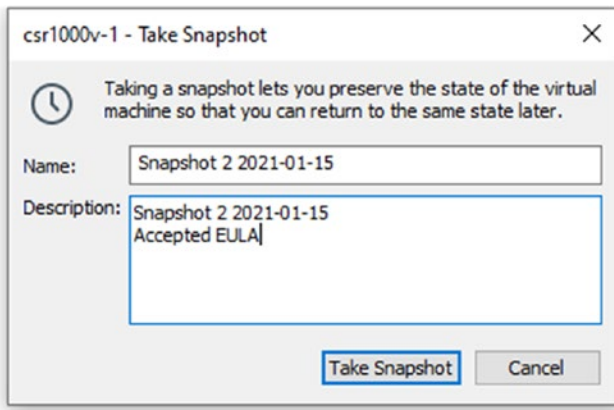 csr1000v-1 - Take Snapshot
Taking a snapshot lets you preserve the state of the virtual
machine so that you can return to the same state later.
Name: Snapshot 2 2021-01-15
Description: Snapshot 2 2021-01-15
Accepted EULA
Take Snapshot Cancel